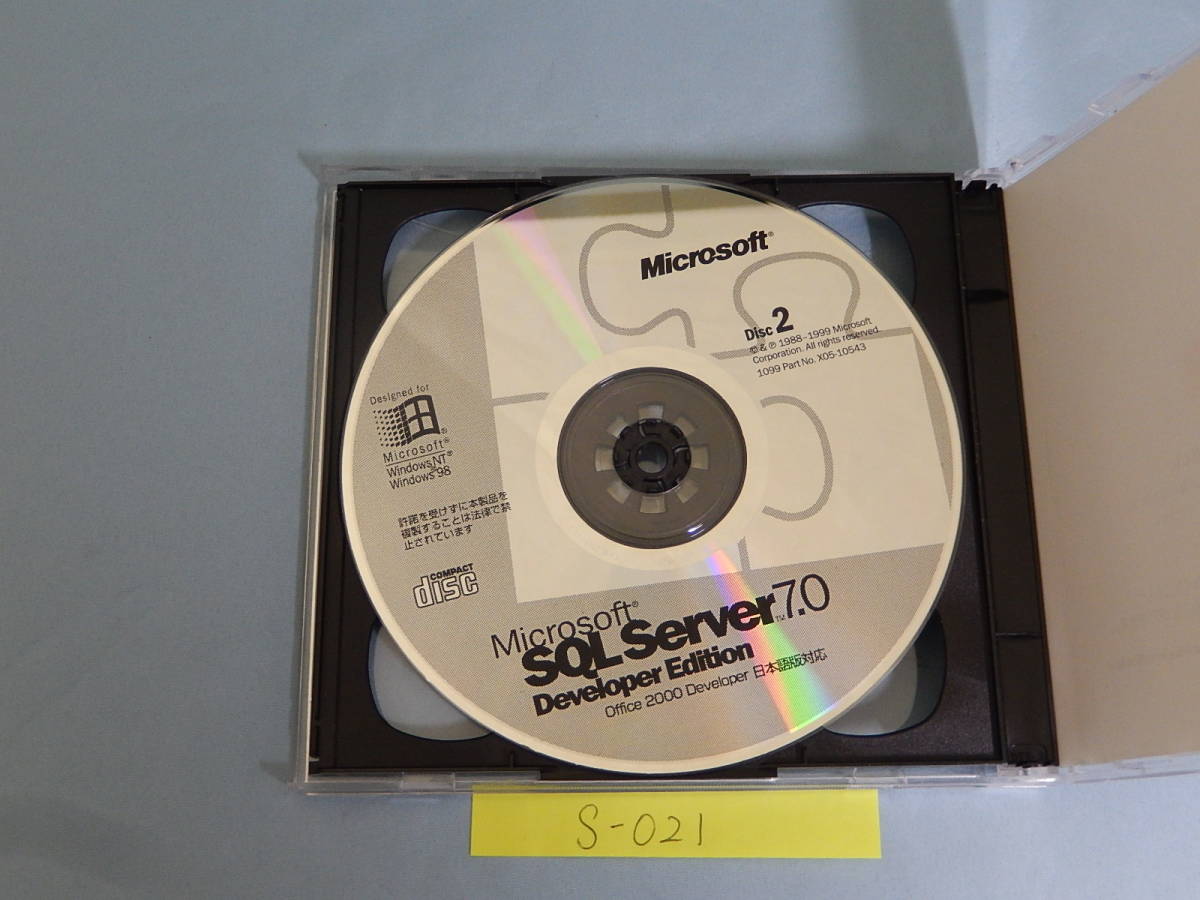 Microsoft®
Disc 2
© & ℗ 1988-1999 Microsoft
Corporation. All rights reserved.
1099 Part No. X05-10543
Designed for
Microsoft®
Windows NT®
Windows 98
許諾を受けずに本製品を
複製することは法律で禁
止されています
COMPACT
disc
Microsoft®
SQL Server™ 7.0
Developer Edition
Office 2000 Developer 日本語版対応
S-021